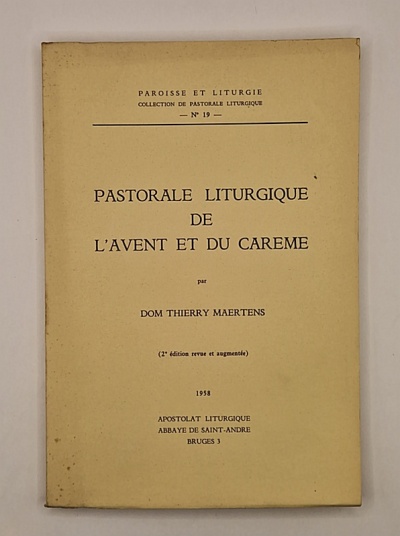 PAROISSE ET LITURGIE
COLLECTION DE PASTORALE LITURGIQUE
— Nº 19 —
PASTORALE LITURGIQUE
DE
L'AVENT ET DU CAREME
par
DOM THIERRY MAERTENS
(2e édition revue et augmentée)
1958
APOSTOLAT LITURGIQUE
ABBAYE DE SAINT-ANDRE
BRUGES 3